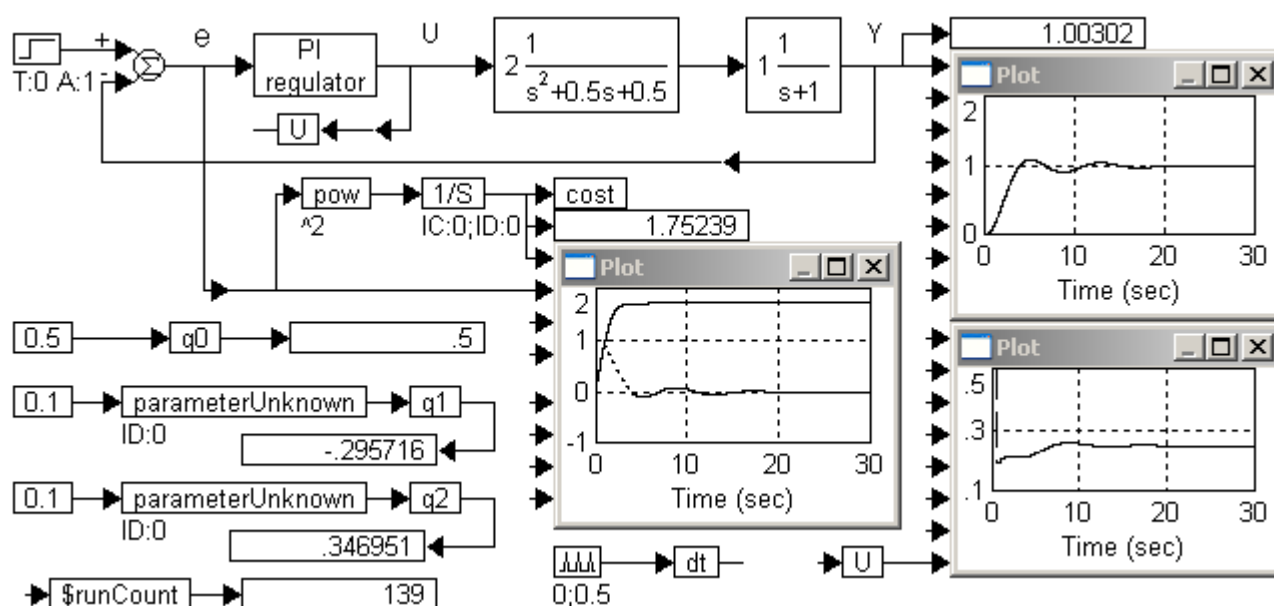 +
-
T:0 A:1
Σ
e
PI
regulator
U
U
2 1
s²+0.5s+0.5
1 1
s+1
Y
1.00302
Plot
2
1
0
0 10 20 30
Time (sec)
pow
^2
1/S
IC:0;ID:0
cost
1.75239
Plot
2
1
0
-1
0 10 20 30
Time (sec)
Plot
.5
.3
.1
0 10 20 30
Time (sec)
0.5
q0
.5
0.1
parameterUnknown
ID:0
q1
-.295716
0.1
parameterUnknown
ID:0
q2
.346951
$runCount
139
0;0.5
dt
U